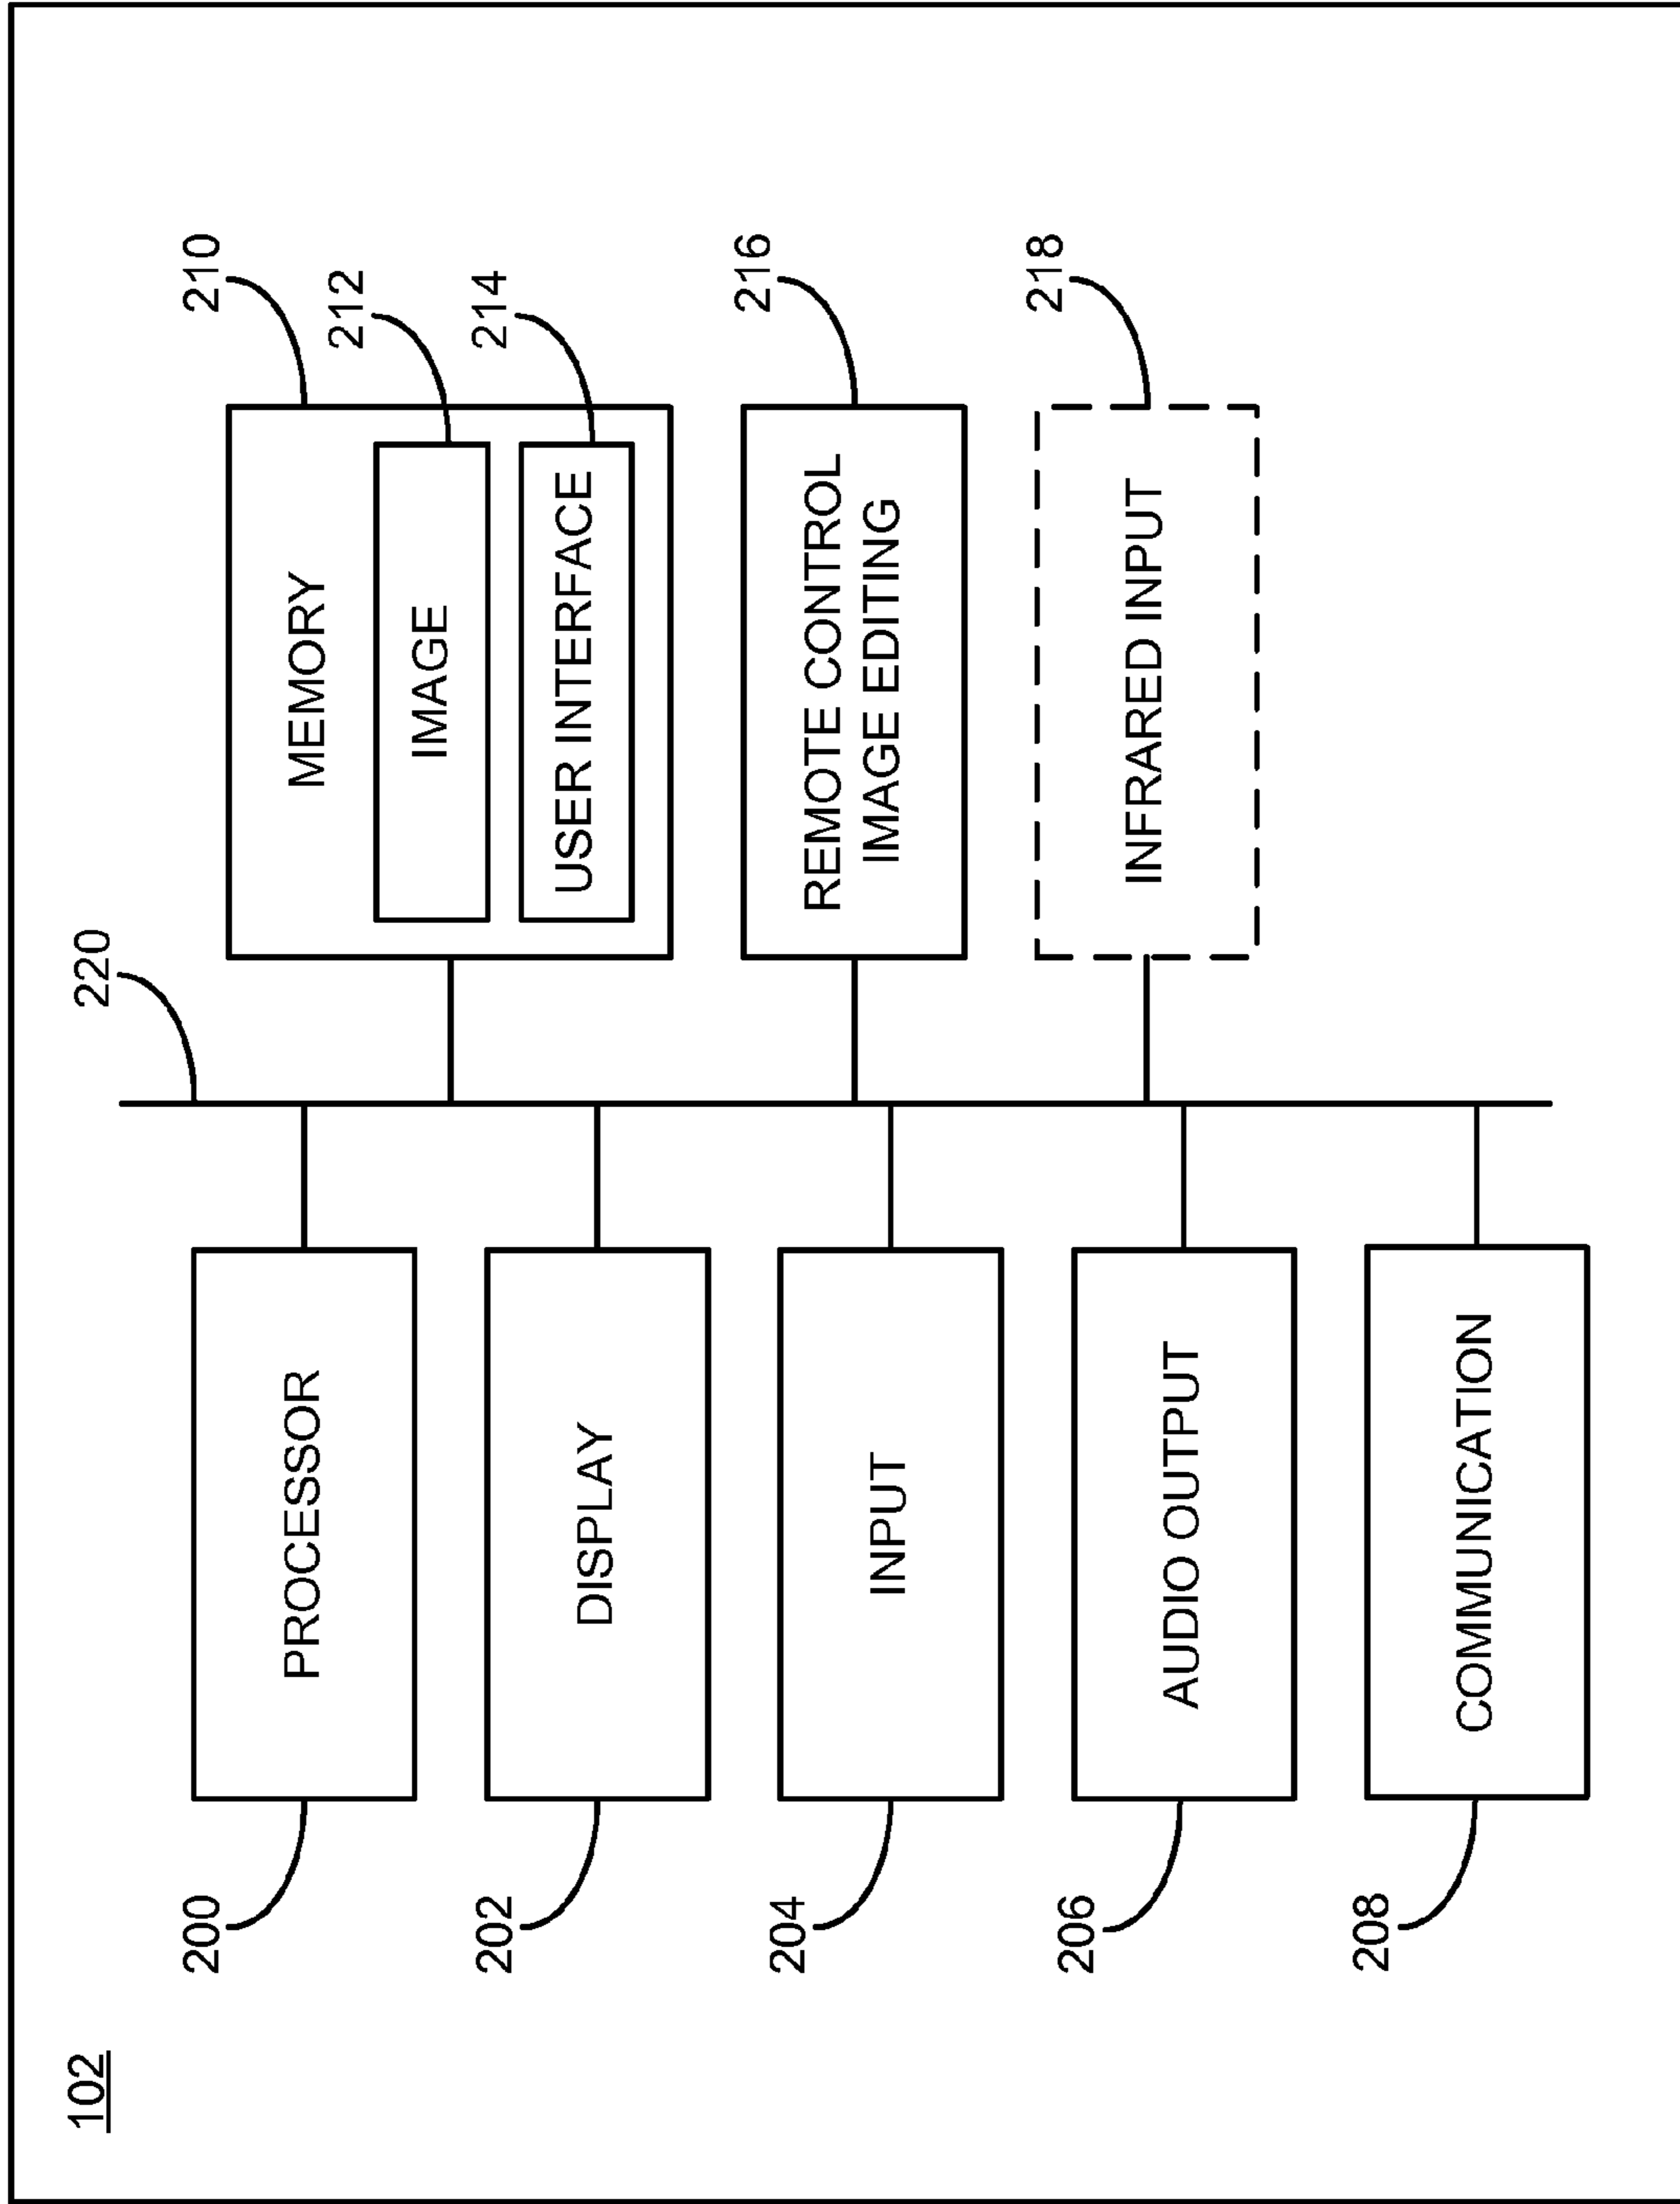 102
220
200
PROCESSOR
202
DISPLAY
204
INPUT
206
AUDIO OUTPUT
208
COMMUNICATION
210
MEMORY
212
IMAGE
214
USER INTERFACE
216
REMOTE CONTROL
IMAGE EDITING
218
INFRARED INPUT